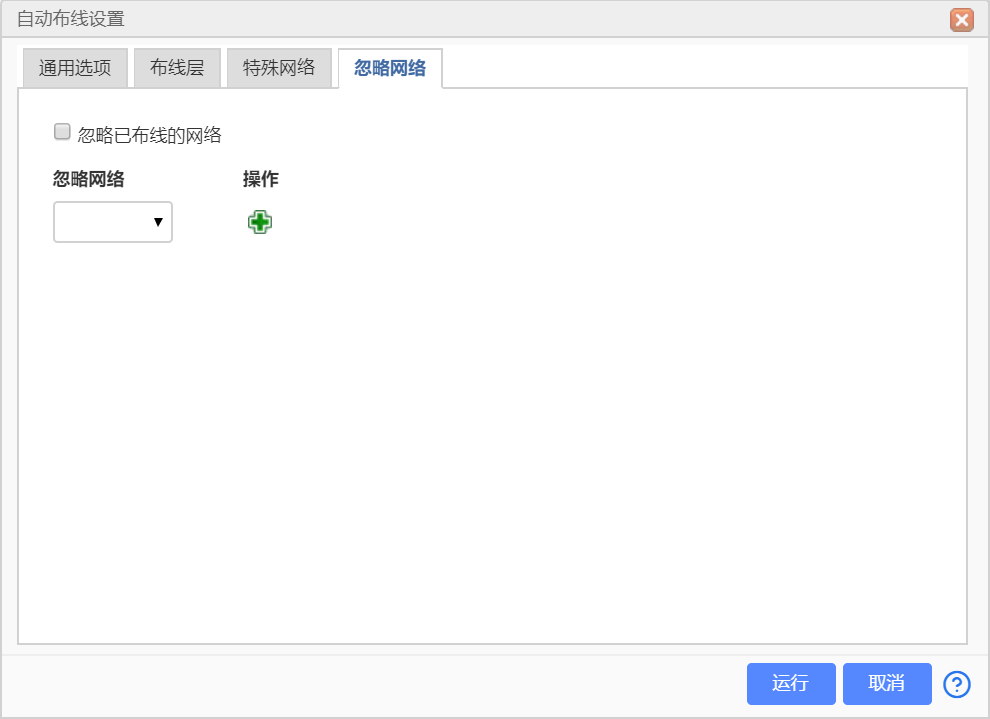 自动布线设置
通用选项 布线层 特殊网络 忽略网络
忽略已布线的网络
忽略网络 操作
运行 取消 ?